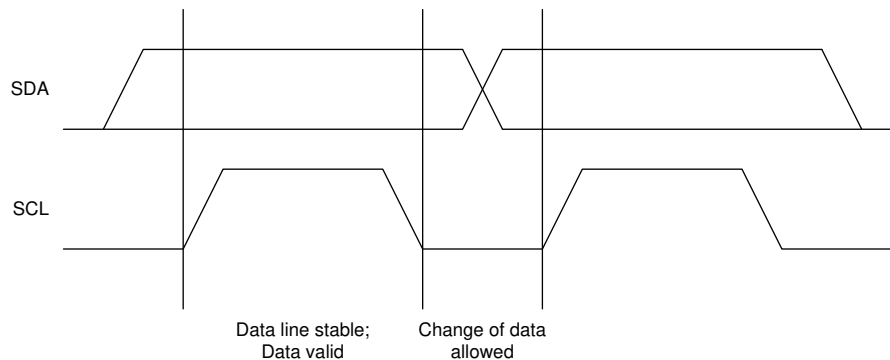 SDA
SCL
Data line stable;
Data valid
Change of data
allowed